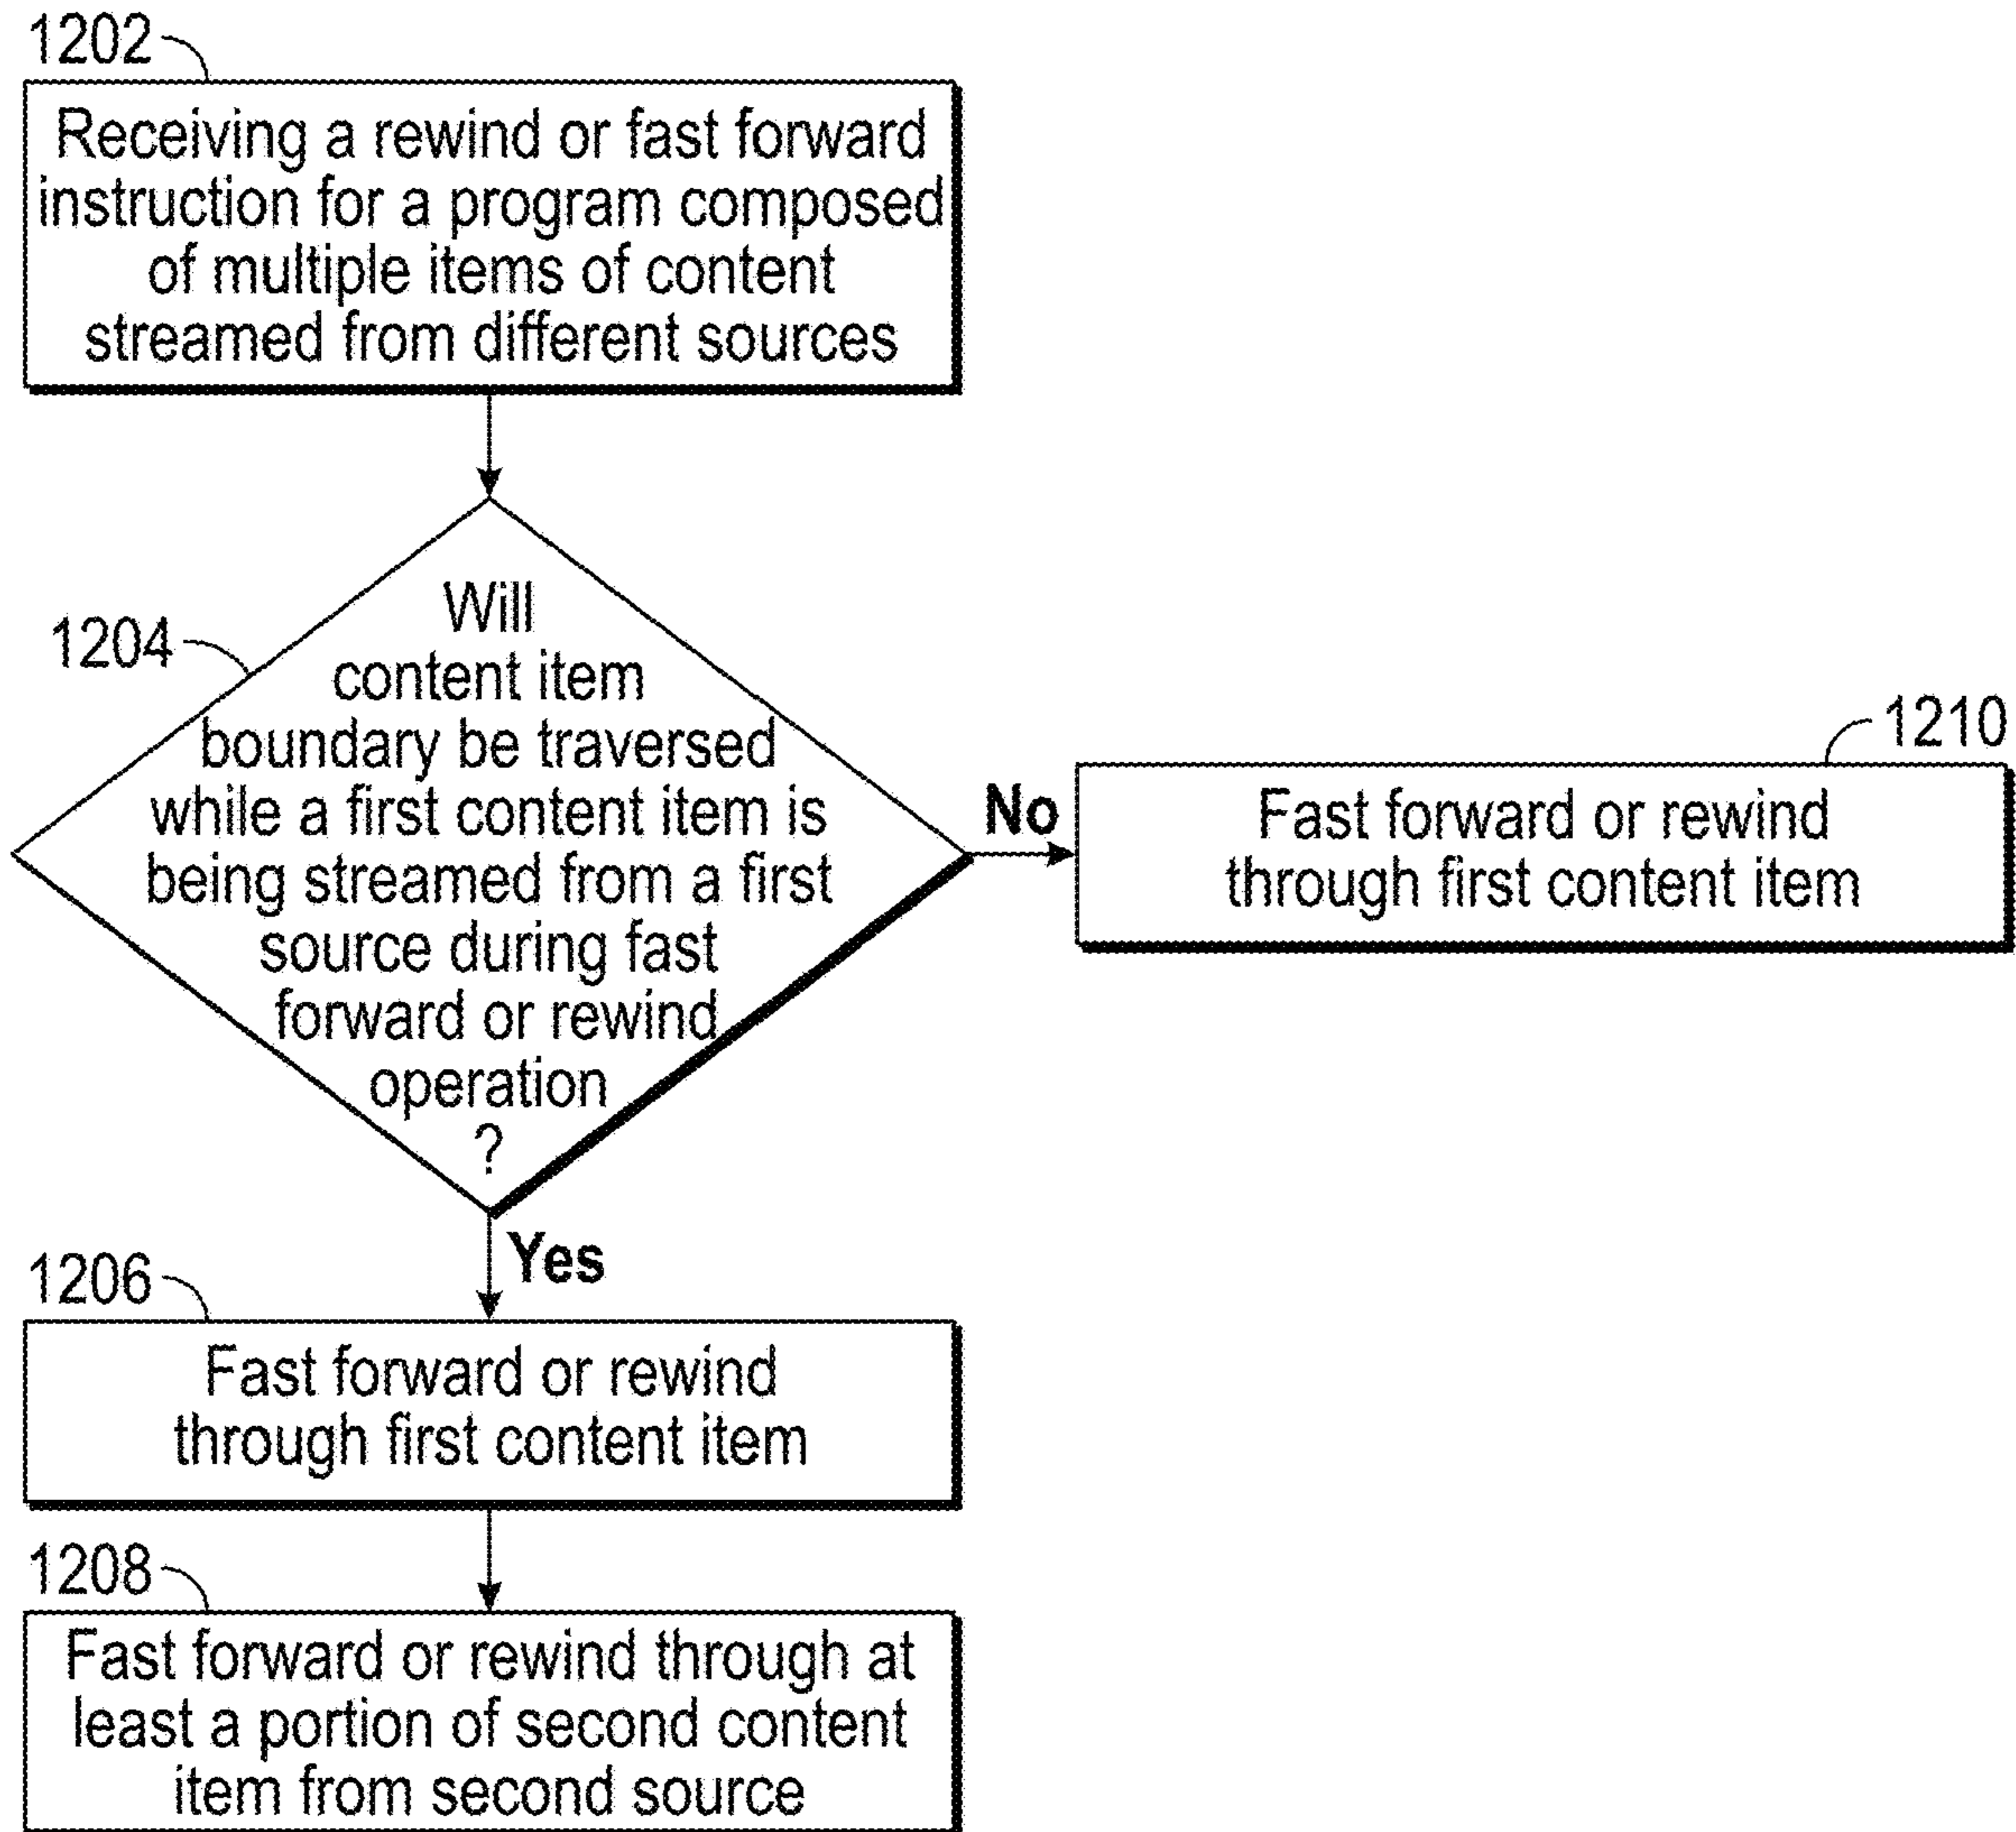 1202
Receiving a rewind or fast forward
instruction for a program composed
of multiple items of content
streamed from different sources
1204
Will
content item
boundary be traversed
while a first content item is
being streamed from a first
source during fast
forward or rewind
operation
?
No
1210
Fast forward or rewind
through first content item
Yes
1206
Fast forward or rewind
through first content item
1208
Fast forward or rewind through at
least a portion of second content
item from second source